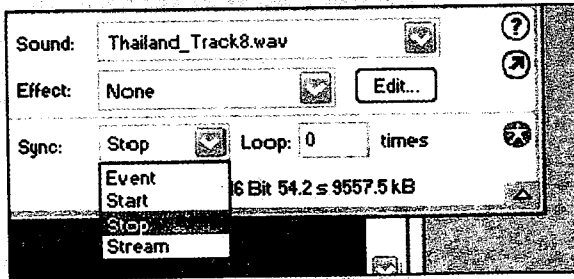 Sound: Thailand_Track8.wav
Effect: None Edit...
Sync: Stop Loop: 0 times
Event 16 Bit 54.2 s 9557.5 kB
Start
Stop
Stream